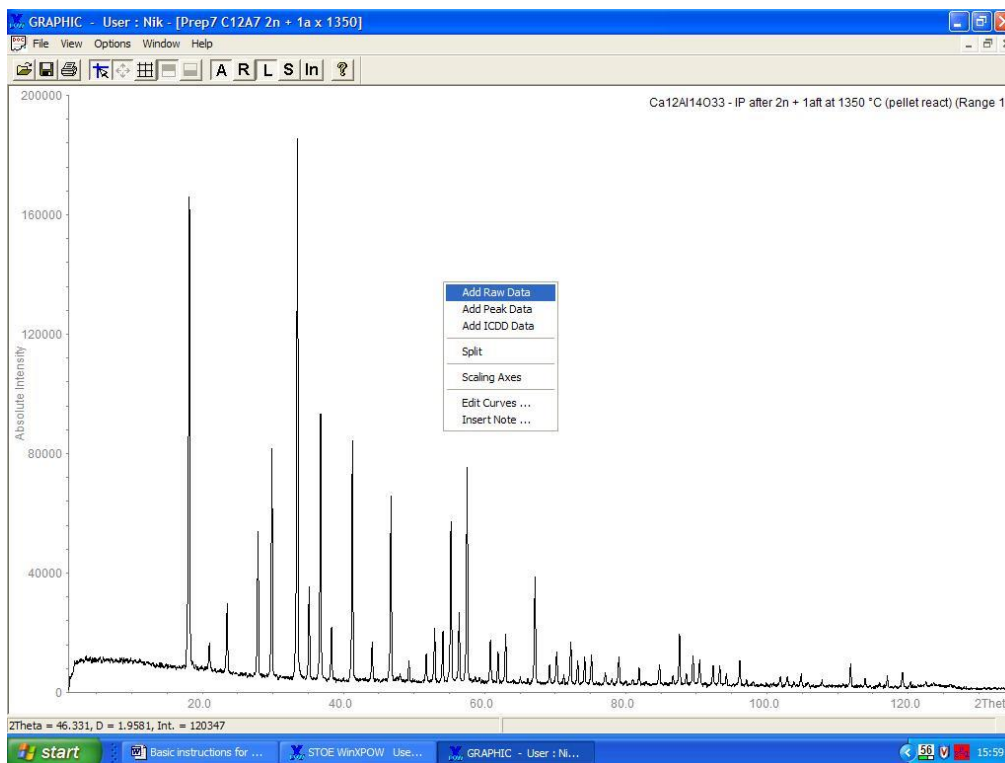 GRAPHIC - User : Nik - [Prep7 C12A7 2n + 1a x 1350]
File View Options Window Help
A R L S In ?
200000
Ca12Al14O33 - IP after 2n + 1aft at 1350 °C (pellet react) (Range 1
160000
120000
80000
40000
0
Absolute Intensity
Add Raw Data
Add Peak Data
Add ICDD Data
Split
Scaling Axes
Edit Curves ...
Insert Note ...
20.0 40.0 60.0 80.0 100.0 120.0 2Thet
2Theta = 46.331, D = 1.9581, Int. = 120347
start Basic instructions for ... STOE WinXPOW Use... GRAPHIC - User : Ni... 56 V 15:59